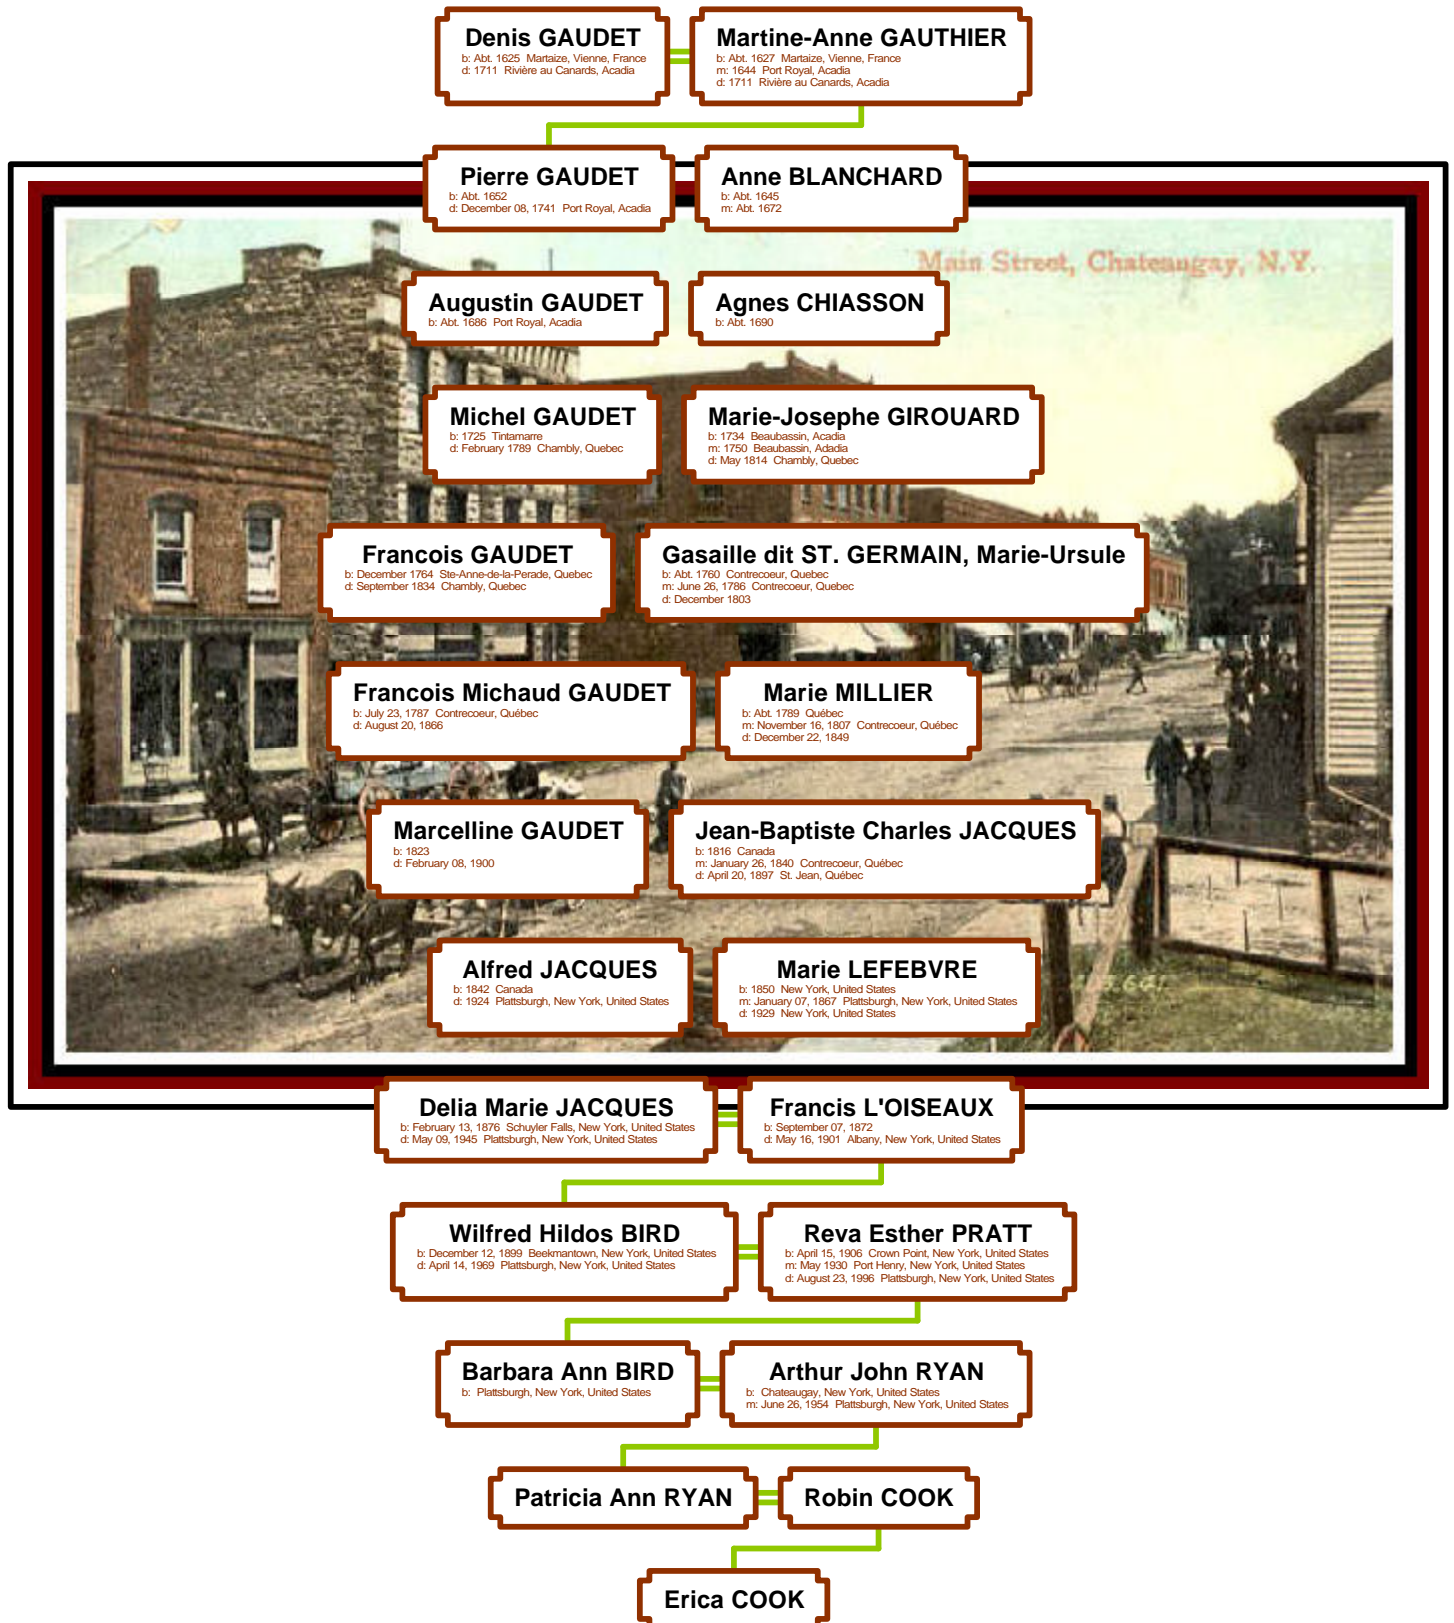 Denis GAUDET
b: Abt. 1625 Martaize, Vienne, France
d: 1711 Rivière au Canards, Acadia
Martine-Anne GAUTHIER
b: Abt. 1627 Martaize, Vienne, France
m: 1644 Port Royal, Acadia
d: 1711 Rivière au Canards, Acadia
Pierre GAUDET
b: Abt. 1652
d: December 08, 1741 Port Royal, Acadia
Anne BLANCHARD
b: Abt. 1645
m: Abt. 1672
Main Street, Chateaugay, N.Y.
Augustin GAUDET
b: Abt. 1686 Port Royal, Acadia
Agnes CHIASSON
b: Abt. 1690
Michel GAUDET
b: 1725 Tintamarre
d: February 1789 Chambly, Quebec
Marie-Josephe GIROUARD
b: 1734 Beaubassin, Acadia
m: 1750 Beaubassin, Adadia
d: May 1814 Chambly, Quebec
Francois GAUDET
b: December 1764 Ste-Anne-de-la-Perade, Quebec
d: September 1834 Chambly, Quebec
Gasaille dit ST. GERMAIN, Marie-Ursule
b: Abt. 1760 Contrecoeur, Quebec
m: June 26, 1786 Contrecoeur, Quebec
d: December 1803
Francois Michaud GAUDET
b: July 23, 1787 Contrecoeur, Québec
d: August 20, 1866
Marie MILLIER
b: Abt. 1789 Québec
m: November 16, 1807 Contrecoeur, Québec
d: December 22, 1849
Marcelline GAUDET
b: 1823
d: February 08, 1900
Jean-Baptiste Charles JACQUES
b: 1816 Canada
m: January 26, 1840 Contrecoeur, Québec
d: April 20, 1897 St. Jean, Québec
Alfred JACQUES
b: 1842 Canada
d: 1924 Plattsburgh, New York, United States
Marie LEFEBVRE
b: 1850 New York, United States
m: January 07, 1867 Plattsburgh, New York, United States
d: 1929 New York, United States
Delia Marie JACQUES
b: February 13, 1876 Schuyler Falls, New York, United States
d: May 09, 1945 Plattsburgh, New York, United States
Francis L'OISEAUX
b: September 07, 1872
d: May 16, 1901 Albany, New York, United States
Wilfred Hildos BIRD
b: December 12, 1899 Beekmantown, New York, United States
d: April 14, 1969 Plattsburgh, New York, United States
Reva Esther PRATT
b: April 15, 1906 Crown Point, New York, United States
m: May 1930 Port Henry, New York, United States
d: August 23, 1996 Plattsburgh, New York, United States
Barbara Ann BIRD
b: Plattsburgh, New York, United States
Arthur John RYAN
b: Chateaugay, New York, United States
m: June 26, 1954 Plattsburgh, New York, United States
Patricia Ann RYAN
Robin COOK
Erica COOK